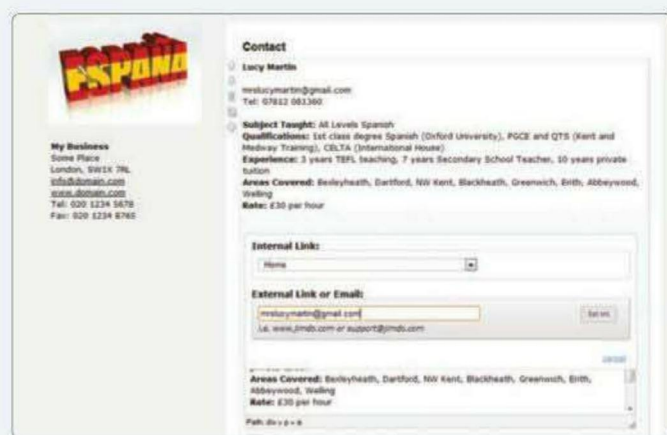 ESPAÑA
My Business
Some Place
London, SW1X 7RL
info@domain.com
www.domain.com
Tel: 020 1234 5678
Fax: 020 1234 8765
Contact
Lucy Martin
mrslucymartin@gmail.com
Tel: 07812 081360
Subject Taught: All Levels Spanish
Qualifications: 1st class degree Spanish (Oxford University), PGCE and QTS (Kent and
Medway Training), CELTA (International House)
Experience: 3 years TEFL teaching, 7 years Secondary School Teacher, 10 years private
tuition
Areas Covered: Bexleyheath, Dartford, NW Kent, Blackheath, Greenwich, Erith, Abbeywood,
Welling
Rate: £30 per hour
Internal Link:
Home
External Link or Email:
mrslucymartin@gmail.com
Set link
i.e. www.jimdo.com or support@jimdo.com
cancel
Areas Covered: Bexleyheath, Dartford, NW Kent, Blackheath, Greenwich, Erith,
Abbeywood, Welling
Rate: £30 per hour
Path: div » p » a